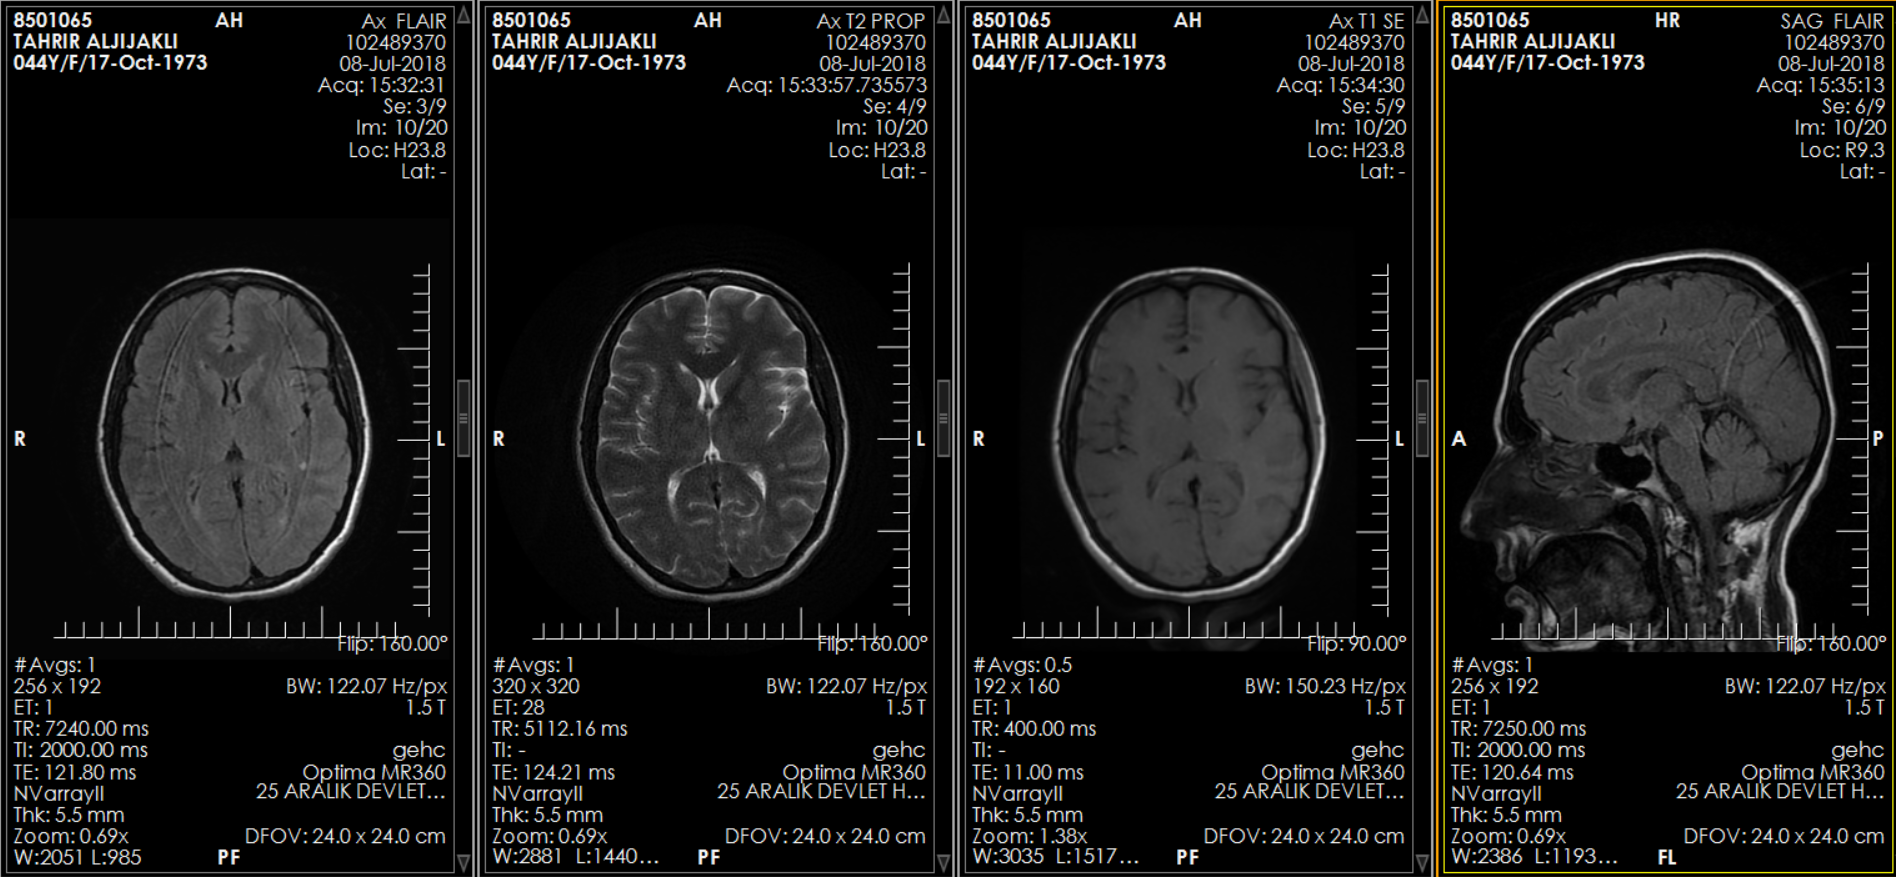 8501065 AH Ax FLAIR
TAHRIR ALJIJAKLI 102489370
044Y/F/17-Oct-1973 08-Jul-2018
Acq: 15:32:31
Se: 3/9
Im: 10/20
Loc: H23.8
Lat: -
R L
Flip: 160.00°
#Avgs: 1
256 x 192 BW: 122.07 Hz/px
ET: 1 1.5 T
TR: 7240.00 ms
TI: 2000.00 ms gehc
TE: 121.80 ms Optima MR360
NVarrayII 25 ARALIK DEVLET...
Thk: 5.5 mm
Zoom: 0.69x DFOV: 24.0 x 24.0 cm
W:2051 L:985 PF
8501065 AH Ax T2 PROP
TAHRIR ALJIJAKLI 102489370
044Y/F/17-Oct-1973 08-Jul-2018
Acq: 15:33:57.735573
Se: 4/9
Im: 10/20
Loc: H23.8
Lat: -
R L
Flip: 160.00°
#Avgs: 1
320 x 320 BW: 122.07 Hz/px
ET: 28 1.5 T
TR: 5112.16 ms
TI: - gehc
TE: 124.21 ms Optima MR360
NVarrayII 25 ARALIK DEVLET H...
Thk: 5.5 mm
Zoom: 0.69x DFOV: 24.0 x 24.0 cm
W:2881 L:1440... PF
8501065 AH Ax T1 SE
TAHRIR ALJIJAKLI 102489370
044Y/F/17-Oct-1973 08-Jul-2018
Acq: 15:34:30
Se: 5/9
Im: 10/20
Loc: H23.8
Lat: -
R L
Flip: 90.00°
#Avgs: 0.5
192 x 160 BW: 150.23 Hz/px
ET: 1 1.5 T
TR: 400.00 ms
TI: - gehc
TE: 11.00 ms Optima MR360
NVarrayII 25 ARALIK DEVLET...
Thk: 5.5 mm
Zoom: 1.38x DFOV: 24.0 x 24.0 cm
W:3035 L:1517... PF
8501065 HR SAG FLAIR
TAHRIR ALJIJAKLI 102489370
044Y/F/17-Oct-1973 08-Jul-2018
Acq: 15:35:13
Se: 6/9
Im: 10/20
Loc: R9.3
Lat: -
A P
Flip: 160.00°
#Avgs: 1
256 x 192 BW: 122.07 Hz/px
ET: 1 1.5 T
TR: 7250.00 ms
TI: 2000.00 ms gehc
TE: 120.64 ms Optima MR360
NVarrayII 25 ARALIK DEVLET H...
Thk: 5.5 mm
Zoom: 0.69x DFOV: 24.0 x 24.0 cm
W:2386 L:1193... FL